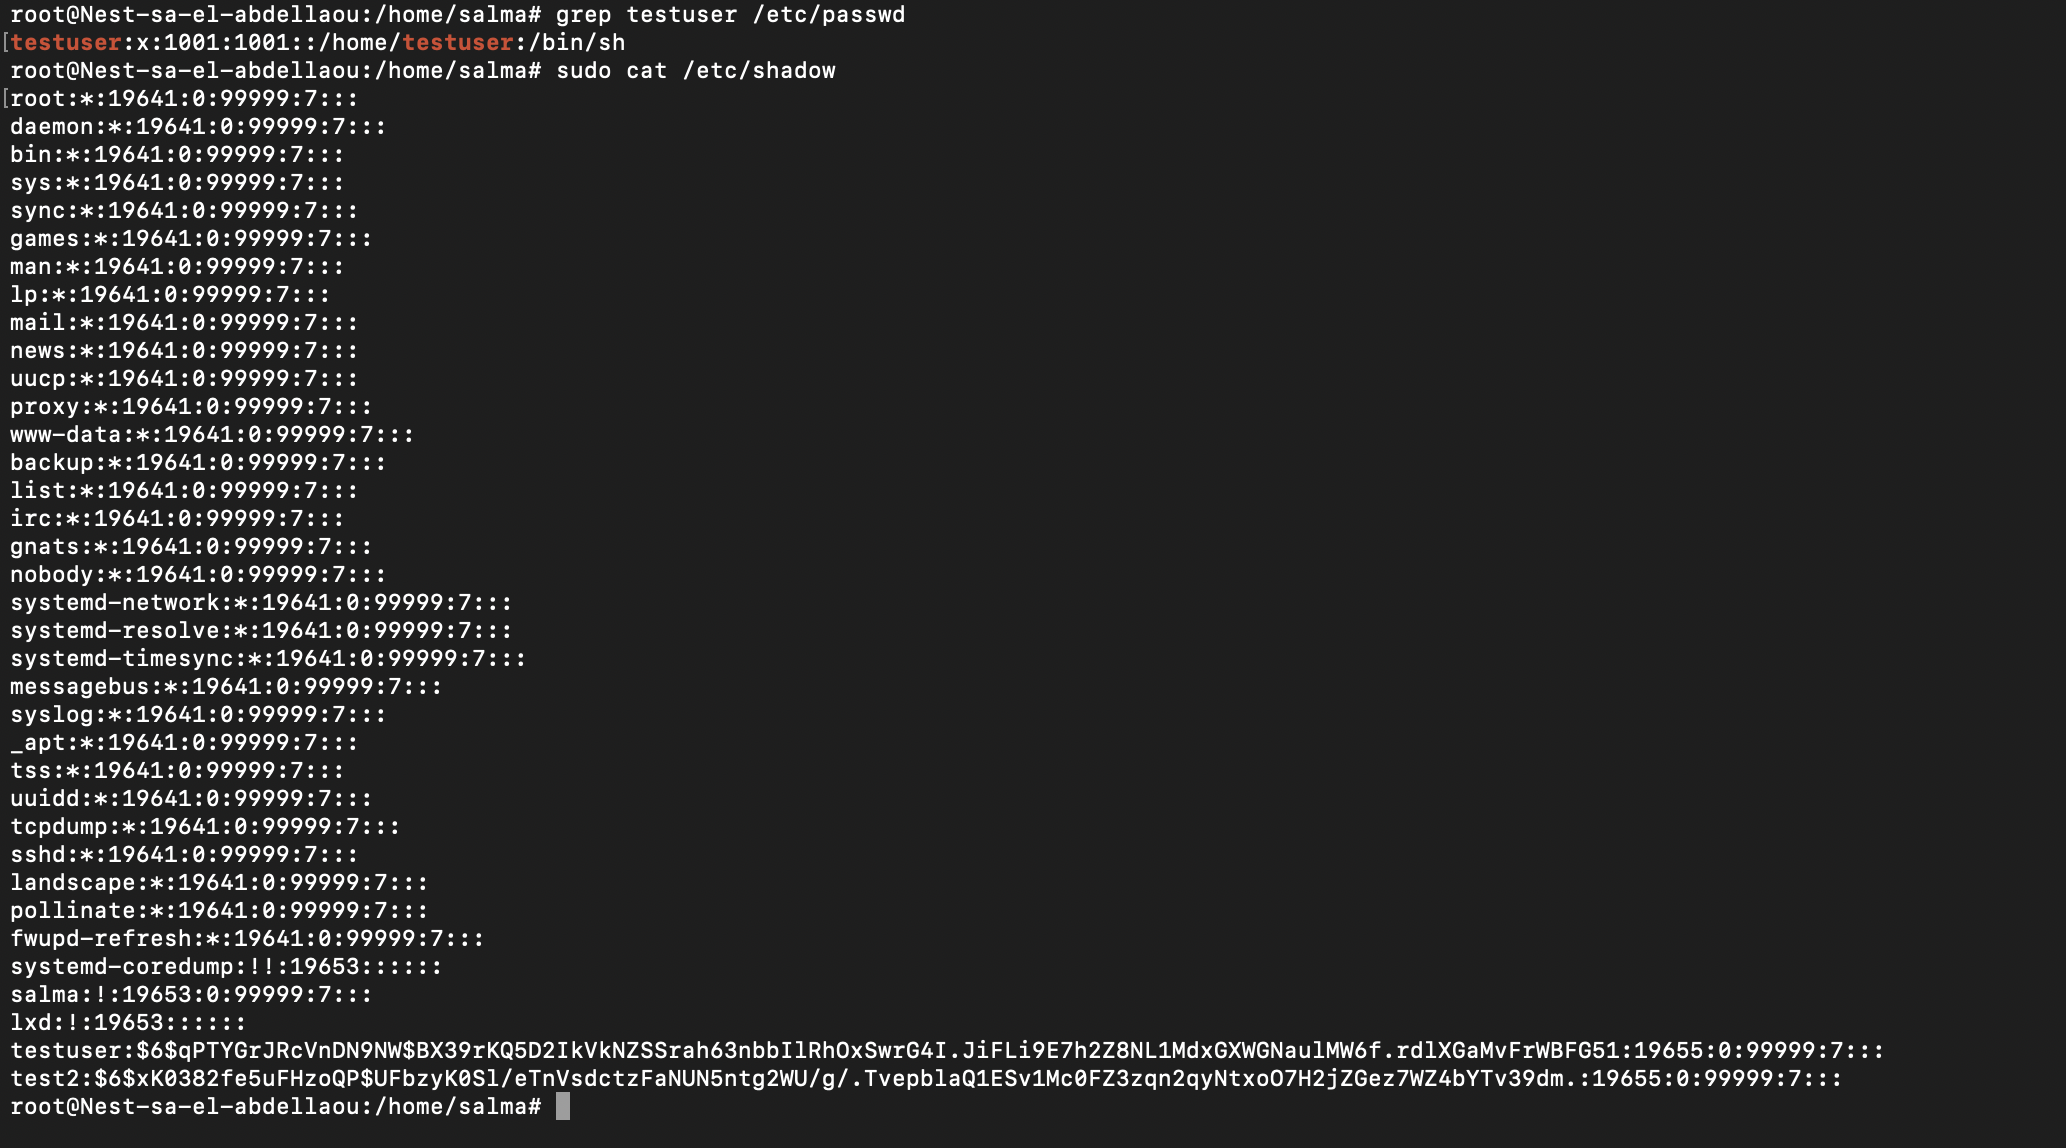 root@Nest-sa-el-abdellaou:/home/salma# grep testuser /etc/passwd
[testuser:x:1001:1001::/home/testuser:/bin/sh
root@Nest-sa-el-abdellaou:/home/salma# sudo cat /etc/shadow
[root:*:19641:0:99999:7:::
daemon:*:19641:0:99999:7:::
bin:*:19641:0:99999:7:::
sys:*:19641:0:99999:7:::
sync:*:19641:0:99999:7:::
games:*:19641:0:99999:7:::
man:*:19641:0:99999:7:::
lp:*:19641:0:99999:7:::
mail:*:19641:0:99999:7:::
news:*:19641:0:99999:7:::
uucp:*:19641:0:99999:7:::
proxy:*:19641:0:99999:7:::
www-data:*:19641:0:99999:7:::
backup:*:19641:0:99999:7:::
list:*:19641:0:99999:7:::
irc:*:19641:0:99999:7:::
gnats:*:19641:0:99999:7:::
nobody:*:19641:0:99999:7:::
systemd-network:*:19641:0:99999:7:::
systemd-resolve:*:19641:0:99999:7:::
systemd-timesync:*:19641:0:99999:7:::
messagebus:*:19641:0:99999:7:::
syslog:*:19641:0:99999:7:::
_apt:*:19641:0:99999:7:::
tss:*:19641:0:99999:7:::
uuidd:*:19641:0:99999:7:::
tcpdump:*:19641:0:99999:7:::
sshd:*:19641:0:99999:7:::
landscape:*:19641:0:99999:7:::
pollinate:*:19641:0:99999:7:::
fwupd-refresh:*:19641:0:99999:7:::
systemd-coredump:!!:19653::::::
salma:!:19653:0:99999:7:::
lxd:!:19653::::::
testuser:$6$qPTYGrJRcVnDN9NW$BX39rKQ5D2IkVkNZSSrah63nbbIlRhOxSwrG4I.JiFLi9E7h2Z8NL1MdxGXWGNaulMW6f.rdlXGaMvFrWBFG51:19655:0:99999:7:::
test2:$6$xK0382fe5uFHzoQP$UFbzyK0Sl/eTnVsdctzFaNUN5ntg2WU/g/.TvepblaQ1ESv1Mc0FZ3zqn2qyNtxoO7H2jZGez7WZ4bYTv39dm.:19655:0:99999:7:::
root@Nest-sa-el-abdellaou:/home/salma#